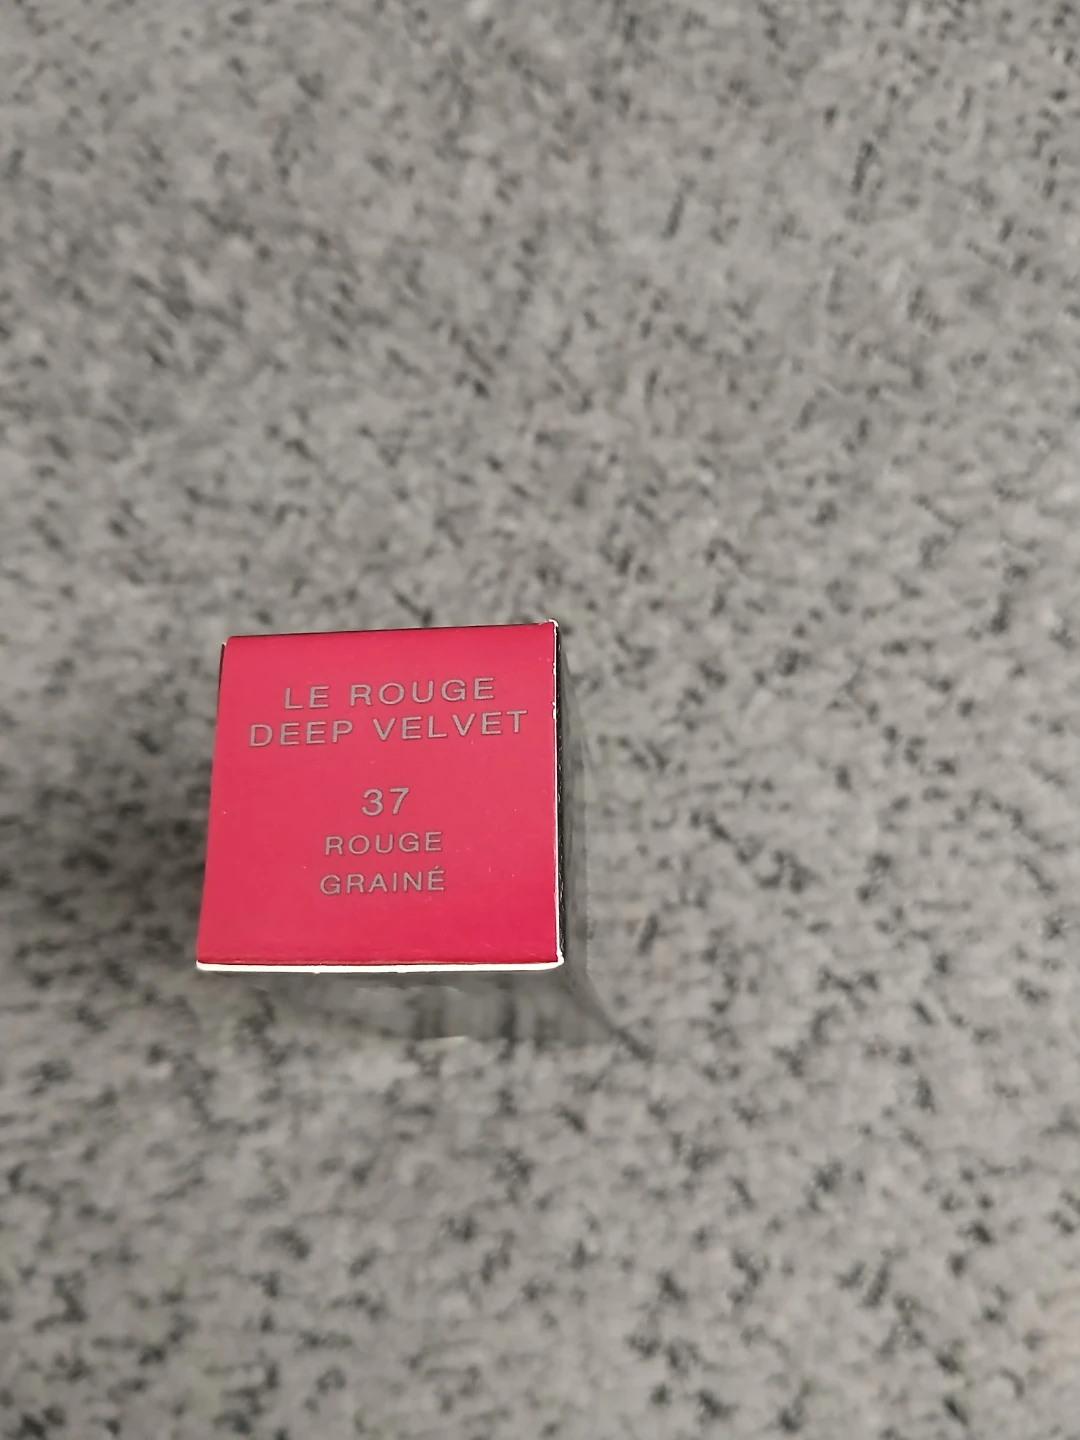 LE ROUGE
DEEP VELVET
37
ROUGE
GRAINÉ